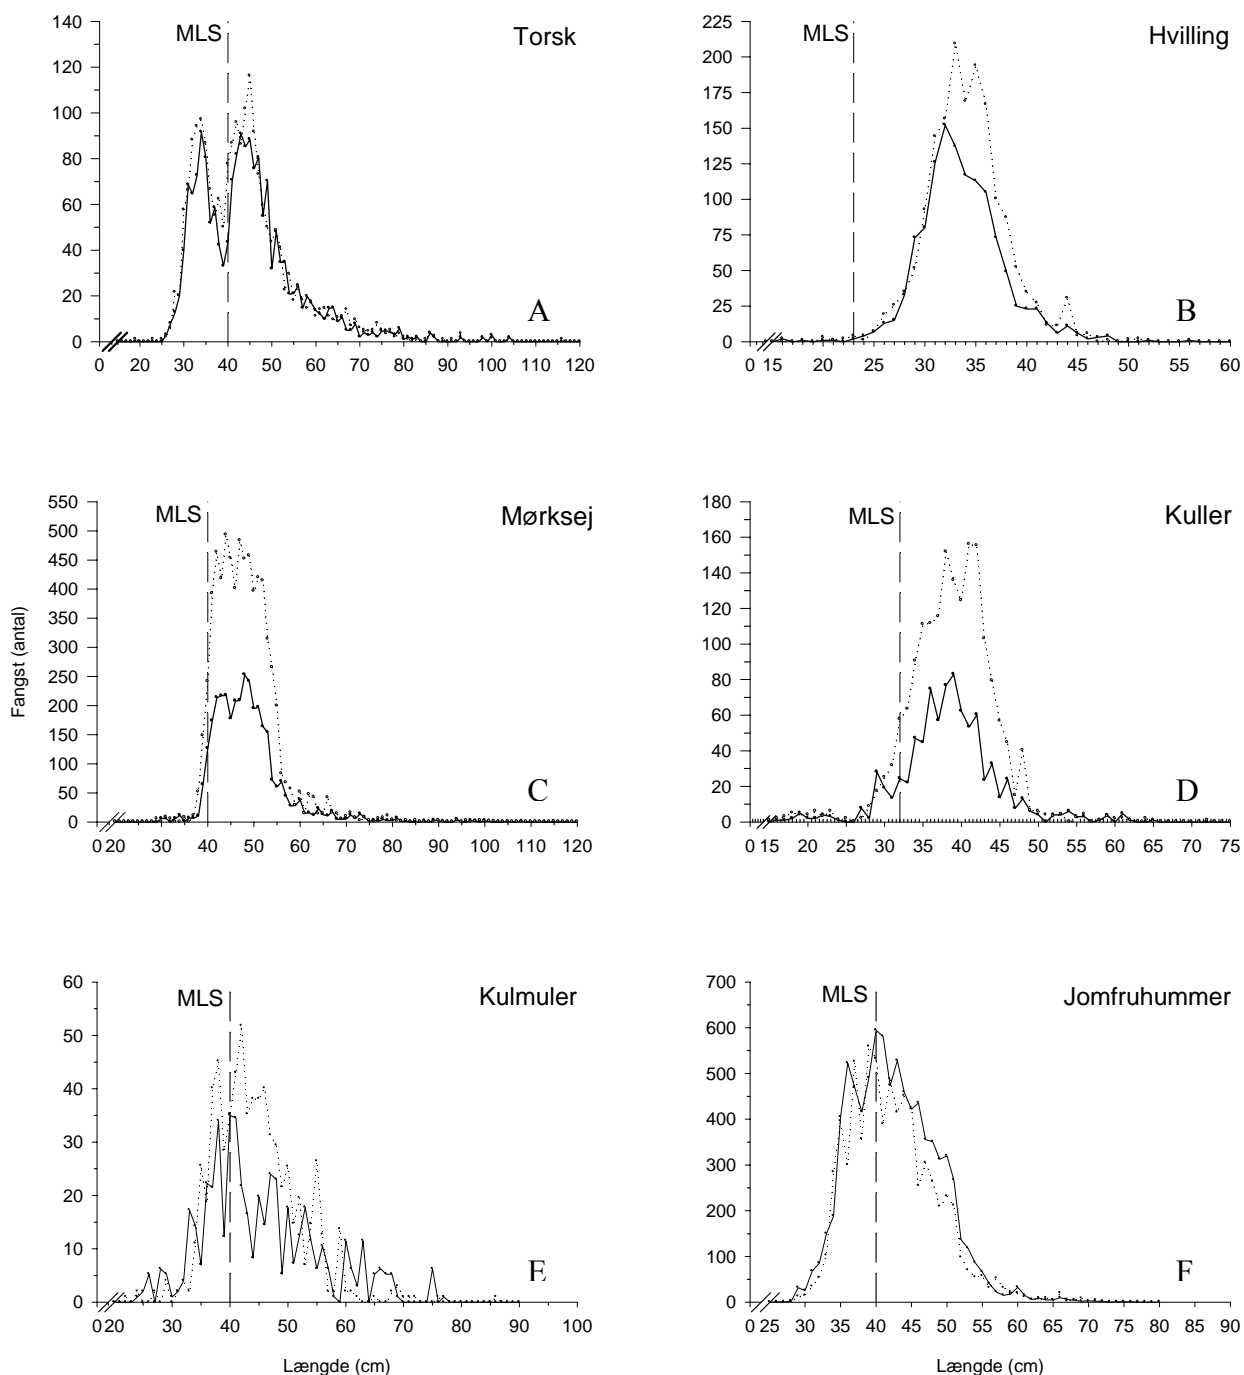 MLS
Torsk
140
120
100
80
60
40
20
0
A
0 20 30 40 50 60 70 80 90 100 110 120
MLS
Hvilling
225
200
175
150
125
100
75
50
25
0
B
0 15 20 25 30 35 40 45 50 55 60
Fangst (antal)
MLS
Mørksej
550
500
450
400
350
300
250
200
150
100
50
0
C
0 20 30 40 50 60 70 80 90 100 110 120
MLS
Kuller
180
160
140
120
100
80
60
40
20
0
D
0 15 20 25 30 35 40 45 50 55 60 65 70 75
MLS
Kulmuler
60
50
40
30
20
10
0
E
0 20 30 40 50 60 70 80 90 100
Længde (cm)
MLS
Jomfruhummer
700
600
500
400
300
200
100
0
F
0 25 30 35 40 45 50 55 60 65 70 75 80 85 90
Længde (cm)